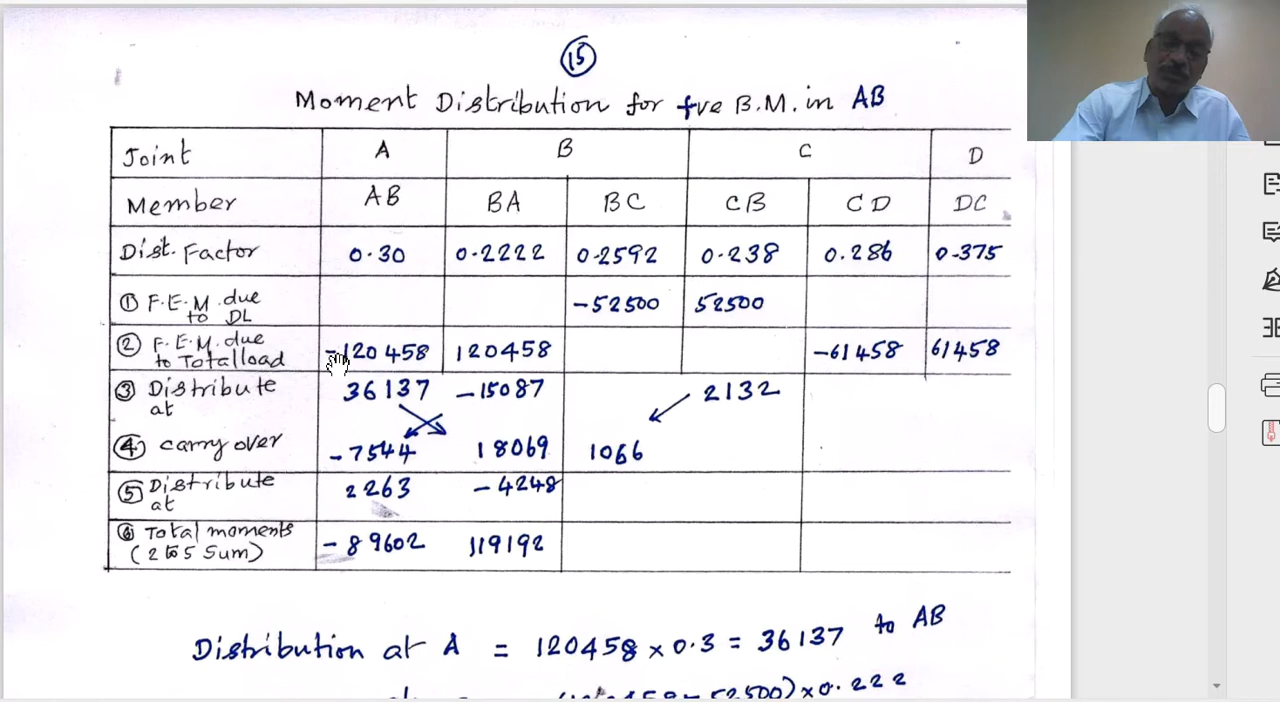 15
Moment Distribution for +ve B.M. in AB
Joint A B C D
Member AB BA BC CB CD DC
Dist. Factor 0.30 0.2222 0.2592 0.238 0.286 0.375
① F.E.M. due to DL -52500 52500
② F.E.M. due to Total load -120458 120458 -61458 61458
③ Distribute at 36137 -15087 2132
④ Carry over -7544 18069 1066
⑤ Distribute at 2263 -4248
⑥ Total moments (2 to 5 Sum) -89602 119192
Distribution at A = 120458 x 0.3 = 36137 to AB
52500) x 0.222